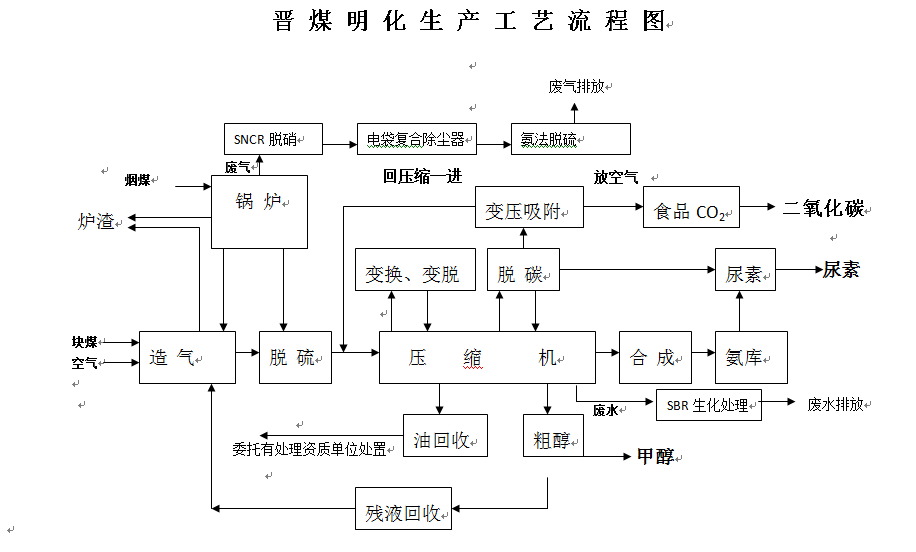 晋 煤 明 化 生 产 工 艺 流 程 图
废气排放
SNCR 脱硝
电袋复合除尘器
氨法脱硫
废气
烟煤
锅 炉
回压缩一进
放空气
炉渣
变压吸附
食品 CO₂
二氧化碳
变换、变脱
脱 碳
尿素
尿素
块煤
空气
造 气
脱 硫
压 缩 机
合 成
氨库
废水
SBR 生化处理
废水排放
油回收
粗醇
委托有处理资质单位处置
甲醇
残液回收